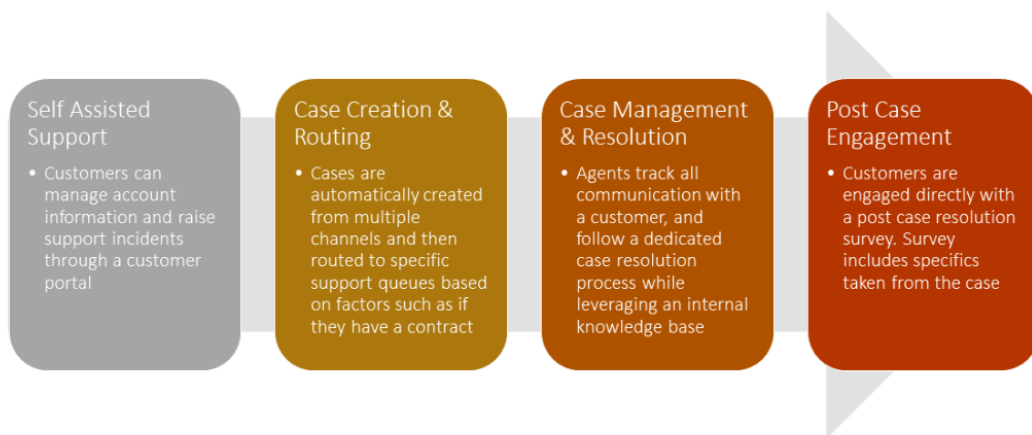 Self Assisted
Support
• Customers can
manage account
information and raise
support incidents
through a customer
portal
Case Creation &
Routing
• Cases are
automatically created
from multiple
channels and then
routed to specific
support queues based
on factors such as if
they have a contract
Case Management
& Resolution
• Agents track all
communication with
a customer, and
follow a dedicated
case resolution
process while
leveraging an internal
knowledge base
Post Case
Engagement
• Customers are
engaged directly with
a post case resolution
survey. Survey
includes specifics
taken from the case